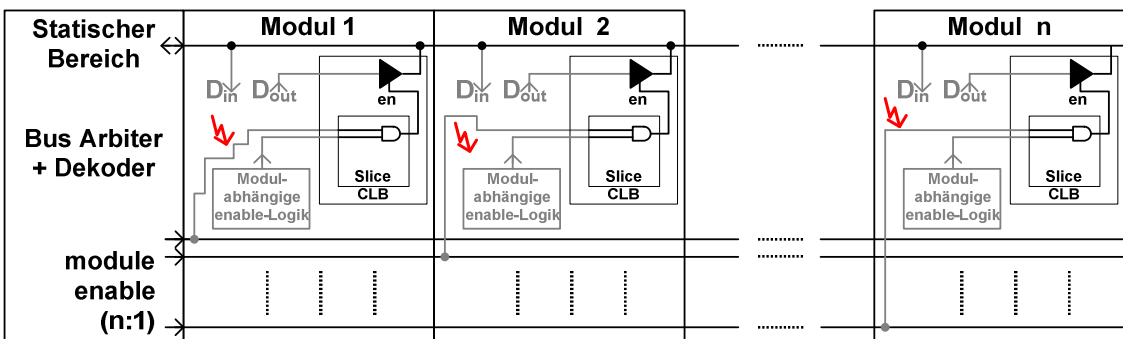 Statischer
Bereich
Bus Arbiter
+ Dekoder
module
enable
(n:1)
Modul 1
Din
Dout
en
Slice
CLB
Modul-
abhängige
enable-Logik
Modul 2
Din
Dout
en
Slice
CLB
Modul-
abhängige
enable-Logik
Modul n
Din
Dout
en
Slice
CLB
Modul-
abhängige
enable-Logik